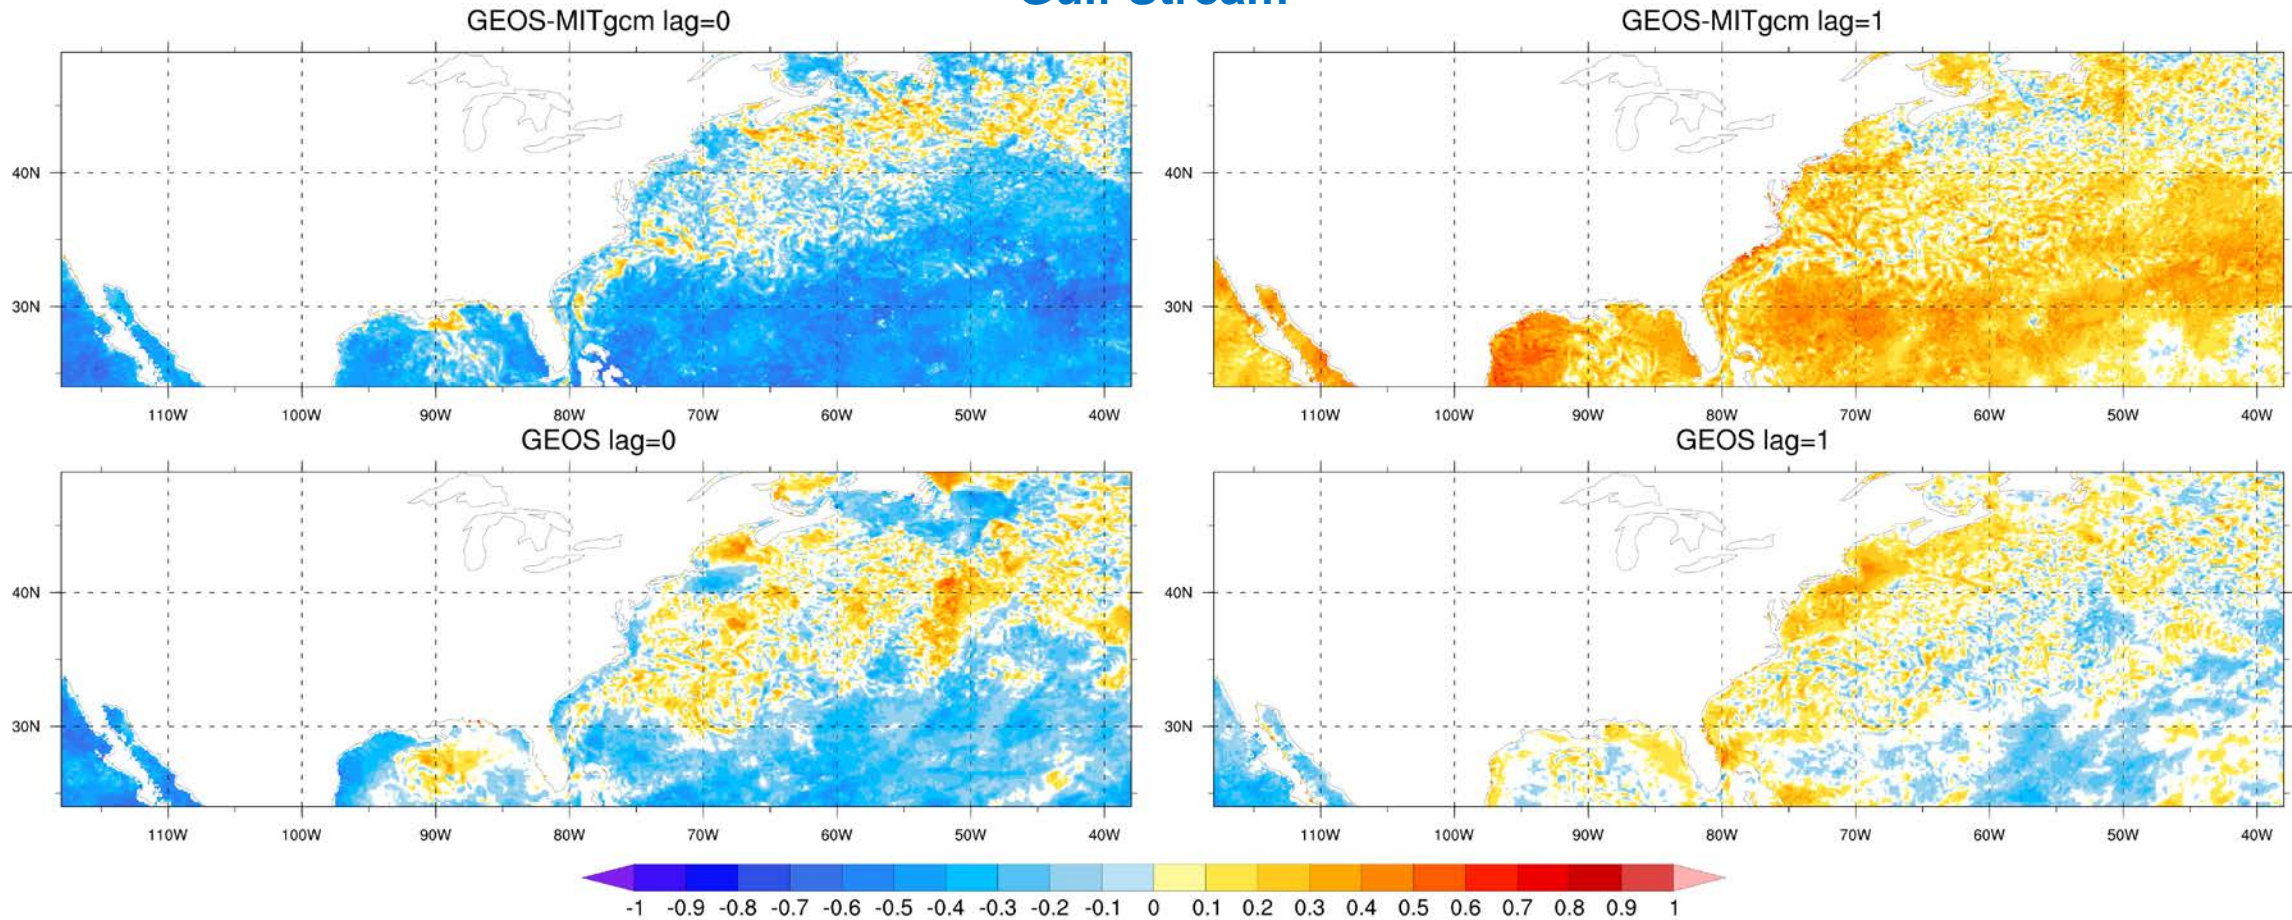 Gulf Stream
GEOS-MITgcm lag=0
GEOS-MITgcm lag=1
40N
40N
30N
30N
110W 100W 90W 80W 70W 60W 50W 40W
110W 100W 90W 80W 70W 60W 50W 40W
GEOS lag=0
GEOS lag=1
40N
40N
30N
30N
110W 100W 90W 80W 70W 60W 50W 40W
110W 100W 90W 80W 70W 60W 50W 40W
-1 -0.9 -0.8 -0.7 -0.6 -0.5 -0.4 -0.3 -0.2 -0.1 0 0.1 0.2 0.3 0.4 0.5 0.6 0.7 0.8 0.9 1